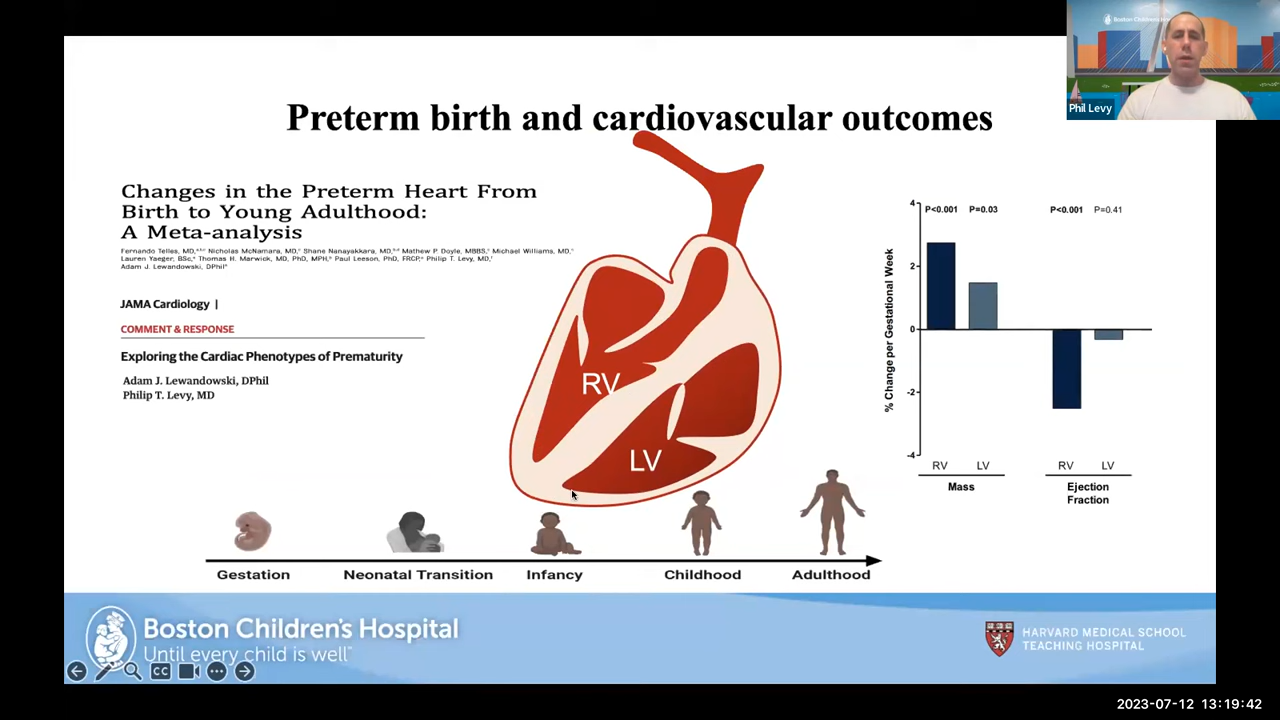 Boston Children's
Phil Levy
Preterm birth and cardiovascular outcomes
Changes in the Preterm Heart From
Birth to Young Adulthood:
A Meta-analysis
Fernando Telles, MD, Nicholas McNamara, MD, Shane Nanayakkara, MD, Mathew P. Doyle, MBBS, Michael Williams, MD,
Lauren Yaeger, BSc, Thomas H. Marwick, MD, PhD, MPH, Paul Leeson, PhD, FRCP, Philip T. Levy, MD,
Adam J. Lewandowski, DPhil
JAMA Cardiology |
COMMENT & RESPONSE
Exploring the Cardiac Phenotypes of Prematurity
Adam J. Lewandowski, DPhil
Philip T. Levy, MD
RV
LV
% Change per Gestational Week
4
2
0
-2
-4
P<0.001 P=0.03 P<0.001 P=0.41
RV LV RV LV
Mass Ejection
Fraction
Gestation Neonatal Transition Infancy Childhood Adulthood
Boston Children's Hospital
Until every child is well™
HARVARD MEDICAL SCHOOL
TEACHING HOSPITAL
CC
2023-07-12 13:19:42